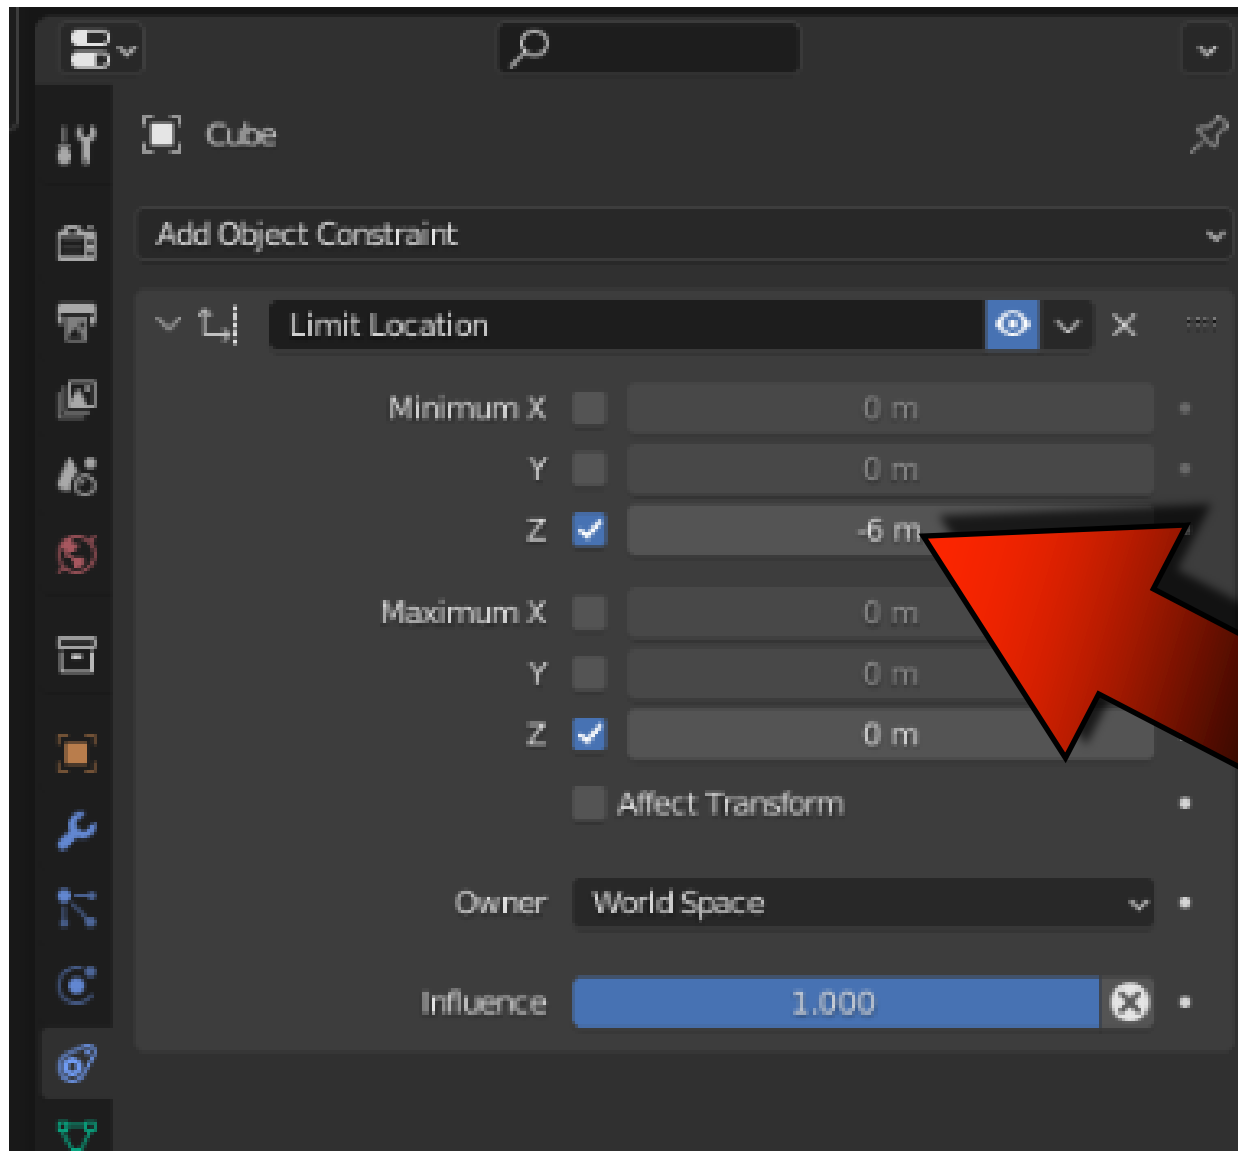 Cube
Add Object Constraint
Limit Location
Minimum X 0 m
Y 0 m
Z -6 m
Maximum X 0 m
Y 0 m
Z 0 m
Affect Transform
Owner World Space
Influence 1.000